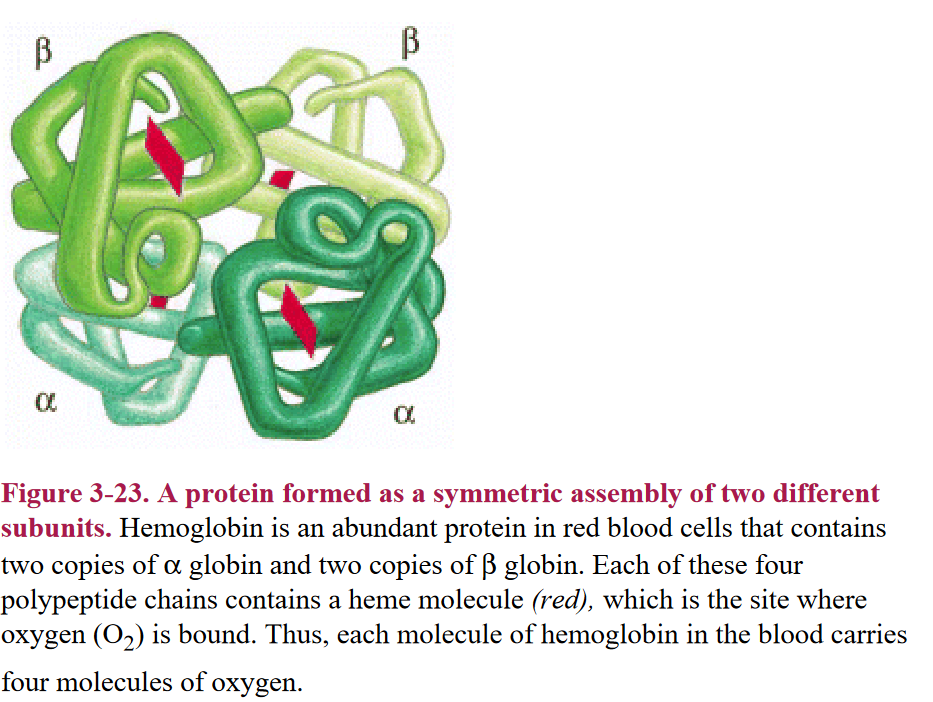 β
β
α
α
Figure 3-23. A protein formed as a symmetric assembly of two different
subunits. Hemoglobin is an abundant protein in red blood cells that contains
two copies of α globin and two copies of β globin. Each of these four
polypeptide chains contains a heme molecule (red), which is the site where
oxygen (O₂) is bound. Thus, each molecule of hemoglobin in the blood carries
four molecules of oxygen.